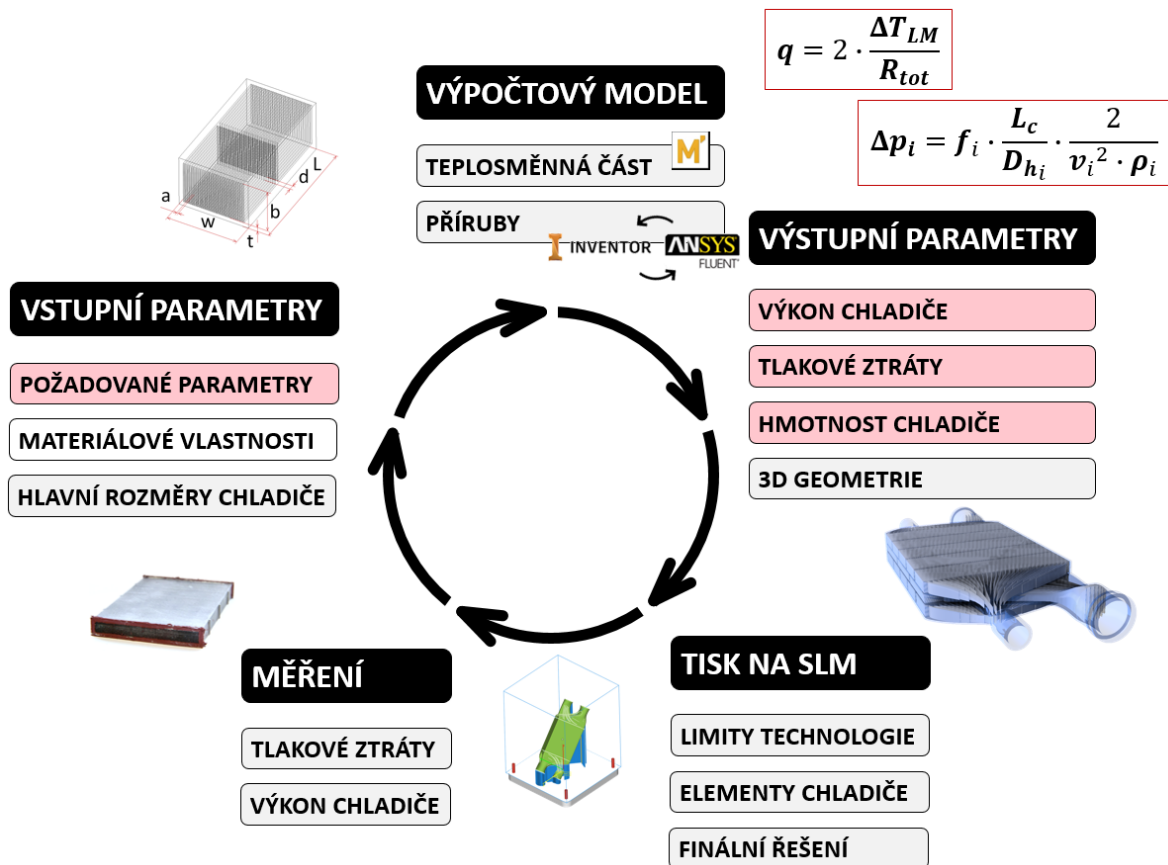 q = 2 · ΔT_LM / R_tot
Δp_i = f_i · L_c / D_h_i · 2 / v_i² · ρ_i
VÝPOČTOVÝ MODEL
TEPLOSMĚNNÁ ČÁST
M'
PŘÍRUBY
I INVENTOR
ANSYS
FLUENT®
a
w
t
b
d
L
VSTUPNÍ PARAMETRY
POŽADOVANÉ PARAMETRY
MATERIÁLOVÉ VLASTNOSTI
HLAVNÍ ROZMĚRY CHLADIČE
VÝSTUPNÍ PARAMETRY
VÝKON CHLADIČE
TLAKOVÉ ZTRÁTY
HMOTNOST CHLADIČE
3D GEOMETRIE
MĚŘENÍ
TLAKOVÉ ZTRÁTY
VÝKON CHLADIČE
TISK NA SLM
LIMITY TECHNOLOGIE
ELEMENTY CHLADIČE
FINÁLNÍ ŘEŠENÍ